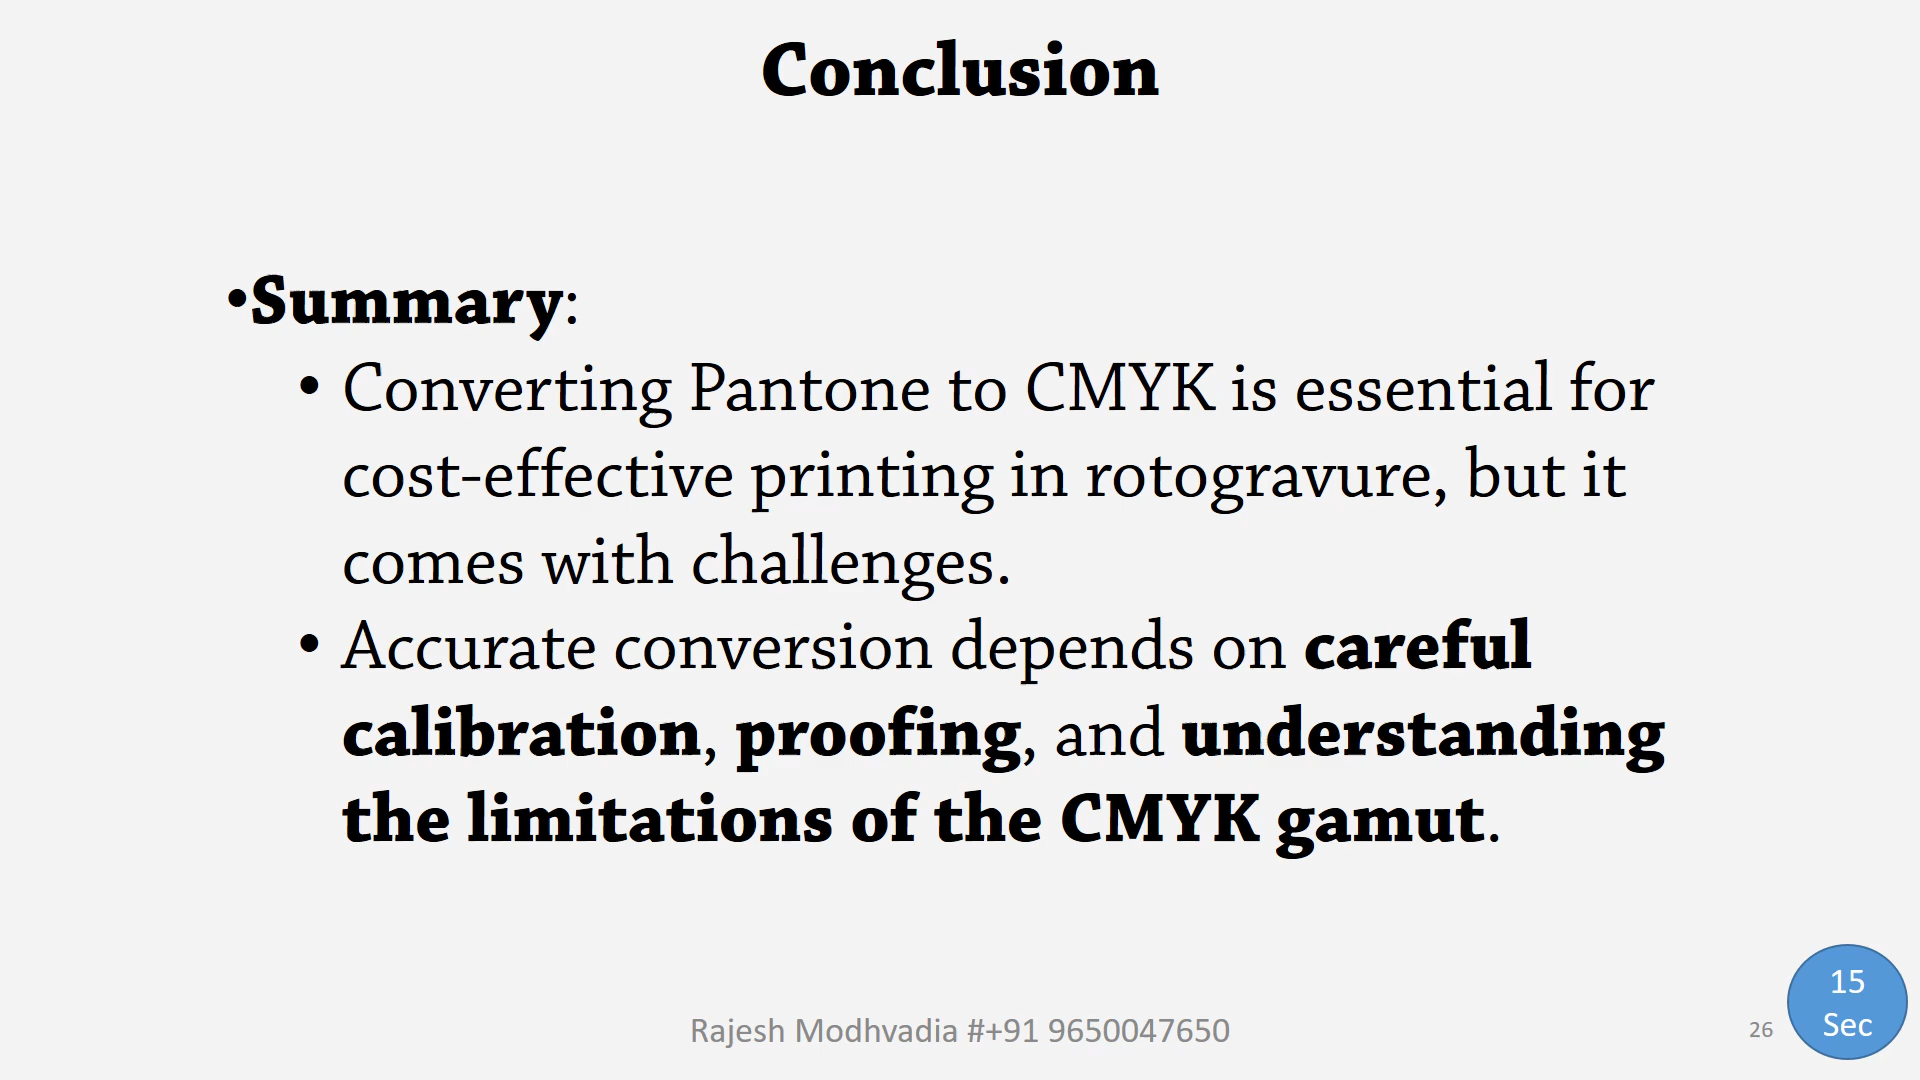 Conclusion
•Summary:
• Converting Pantone to CMYK is essential for
cost-effective printing in rotogravure, but it
comes with challenges.
• Accurate conversion depends on careful
calibration, proofing, and understanding
the limitations of the CMYK gamut.
Rajesh Modhvadia #+91 9650047650
26
15
Sec